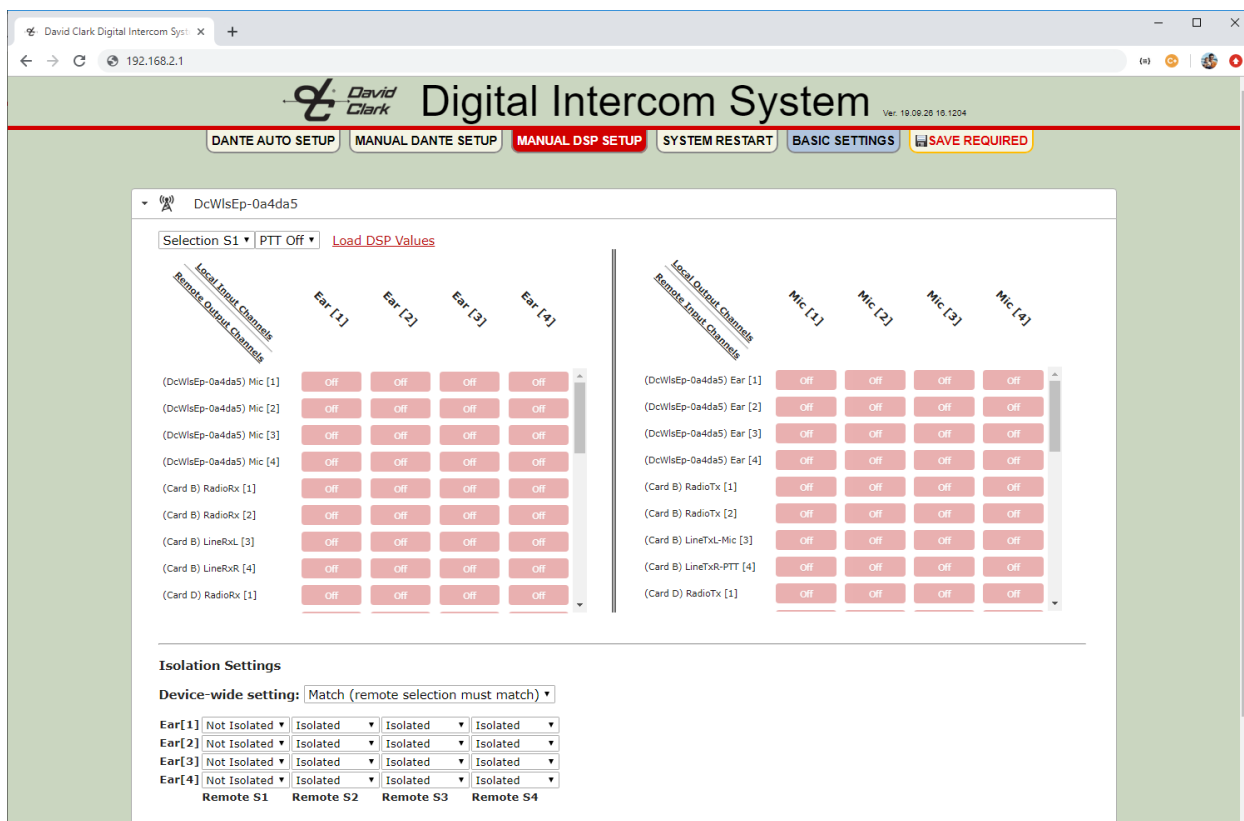 David Clark Digital Intercom Syst
192.168.2.1
David Clark Digital Intercom System Ver. 19.09.26 16.1204
DANTE AUTO SETUP MANUAL DANTE SETUP MANUAL DSP SETUP SYSTEM RESTART BASIC SETTINGS SAVE REQUIRED
DcWlsEp-0a4da5
Selection S1 PTT Off Load DSP Values
Local Input Channels
Remote Output Channels
Ear [1] Ear [2] Ear [3] Ear [4]
(DcWlsEp-0a4da5) Mic [1] Off Off Off Off
(DcWlsEp-0a4da5) Mic [2] Off Off Off Off
(DcWlsEp-0a4da5) Mic [3] Off Off Off Off
(DcWlsEp-0a4da5) Mic [4] Off Off Off Off
(Card B) RadioRx [1] Off Off Off Off
(Card B) RadioRx [2] Off Off Off Off
(Card B) LineRxL [3] Off Off Off Off
(Card B) LineRxR [4] Off Off Off Off
(Card D) RadioRx [1] Off Off Off Off
Local Output Channels
Remote Input Channels
Mic [1] Mic [2] Mic [3] Mic [4]
(DcWlsEp-0a4da5) Ear [1] Off Off Off Off
(DcWlsEp-0a4da5) Ear [2] Off Off Off Off
(DcWlsEp-0a4da5) Ear [3] Off Off Off Off
(DcWlsEp-0a4da5) Ear [4] Off Off Off Off
(Card B) RadioTx [1] Off Off Off Off
(Card B) RadioTx [2] Off Off Off Off
(Card B) LineTxL-Mic [3] Off Off Off Off
(Card B) LineTxR-PTT [4] Off Off Off Off
(Card D) RadioTx [1] Off Off Off Off
Isolation Settings
Device-wide setting: Match (remote selection must match)
Ear[1] Not Isolated Isolated Isolated Isolated
Ear[2] Not Isolated Isolated Isolated Isolated
Ear[3] Not Isolated Isolated Isolated Isolated
Ear[4] Not Isolated Isolated Isolated Isolated
Remote S1 Remote S2 Remote S3 Remote S4